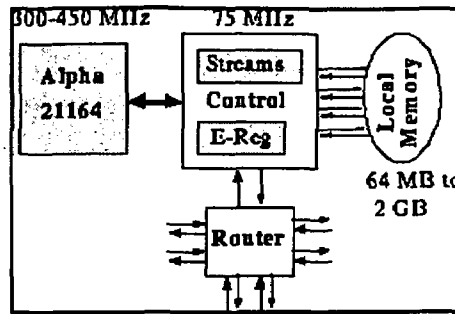 300-450 MHz
75 MHz
Alpha
21164
Streams
Control
E-Reg
Local
Memory
64 MB to
2 GB
Router